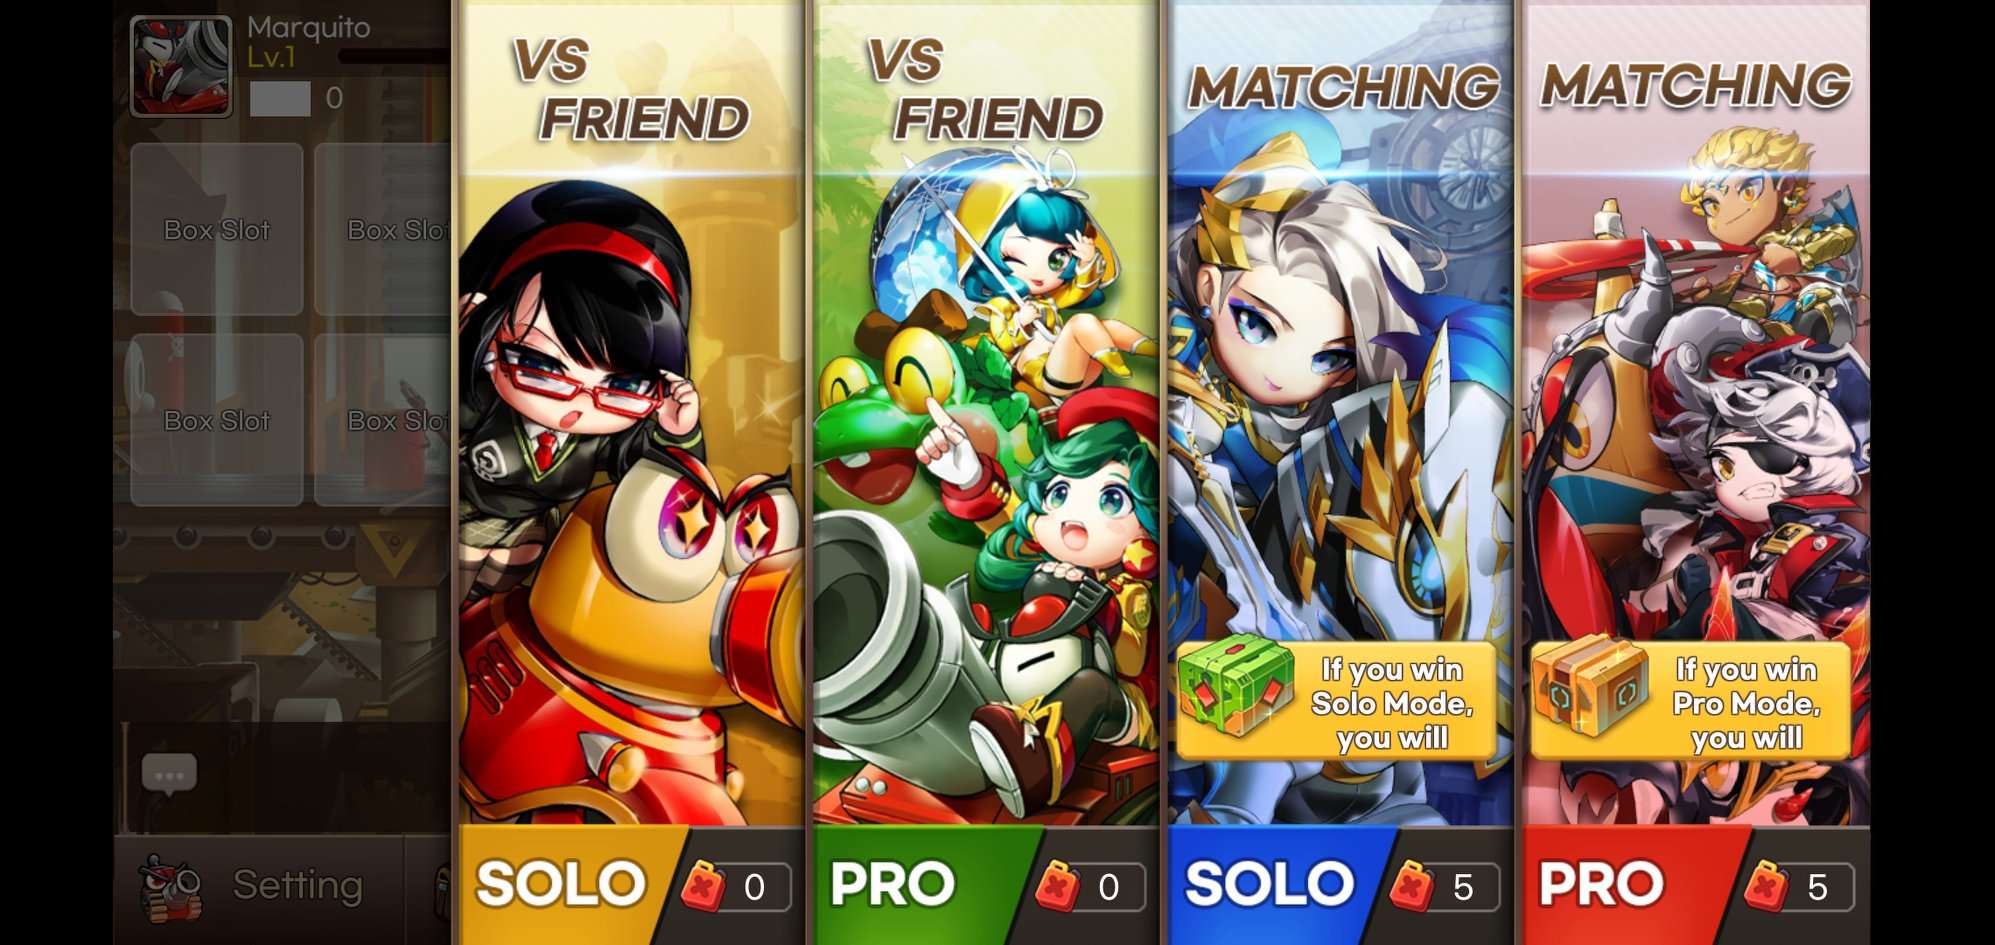 Marquito
Lv.1
0
Box Slot
Box Slot
Box Slot
Box Slot
Setting
VS
FRIEND
SOLO
0
VS
FRIEND
PRO
0
MATCHING
If you win
Solo Mode,
you will
SOLO
5
MATCHING
If you win
Pro Mode,
you will
PRO
5